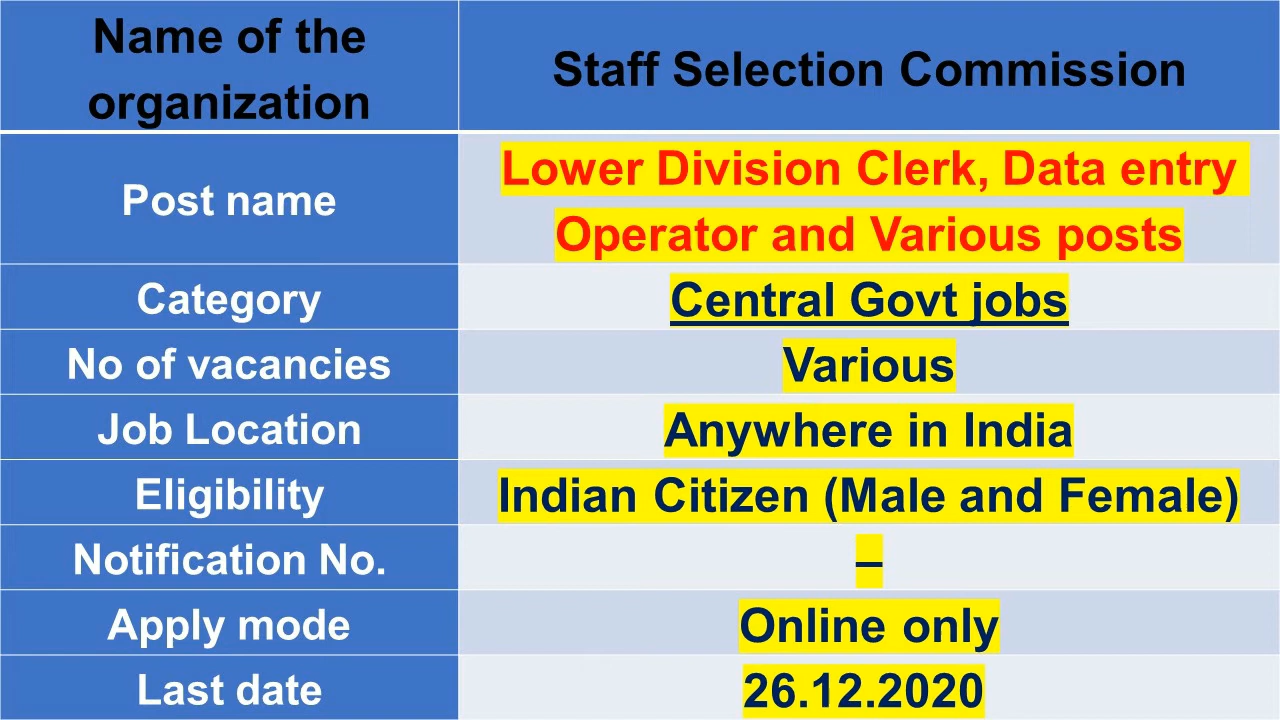 Name of the
organization
Staff Selection Commission
Post name
Lower Division Clerk, Data entry
Operator and Various posts
Category
Central Govt jobs
No of vacancies
Various
Job Location
Anywhere in India
Eligibility
Indian Citizen (Male and Female)
Notification No.
–
Apply mode
Online only
Last date
26.12.2020